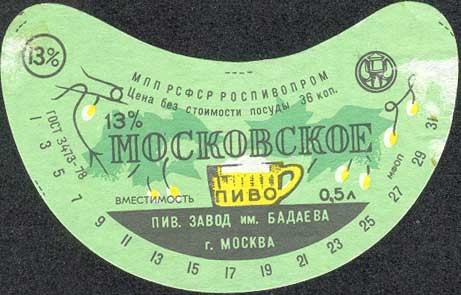 13%
МПП РСФСР РОСПИВОПРОМ
Цена без стоимости посуды 36 коп.
ГОСТ 3473-78
13%
МОСКОВСКОЕ
ПИВО
ВМЕСТИМОСТЬ 0,5л
МФОП
ПИВ. ЗАВОД им. БАДАЕВА
г. МОСКВА
1 3 5 7 9 11 13 15 17 19 21 23 25 27 29 31